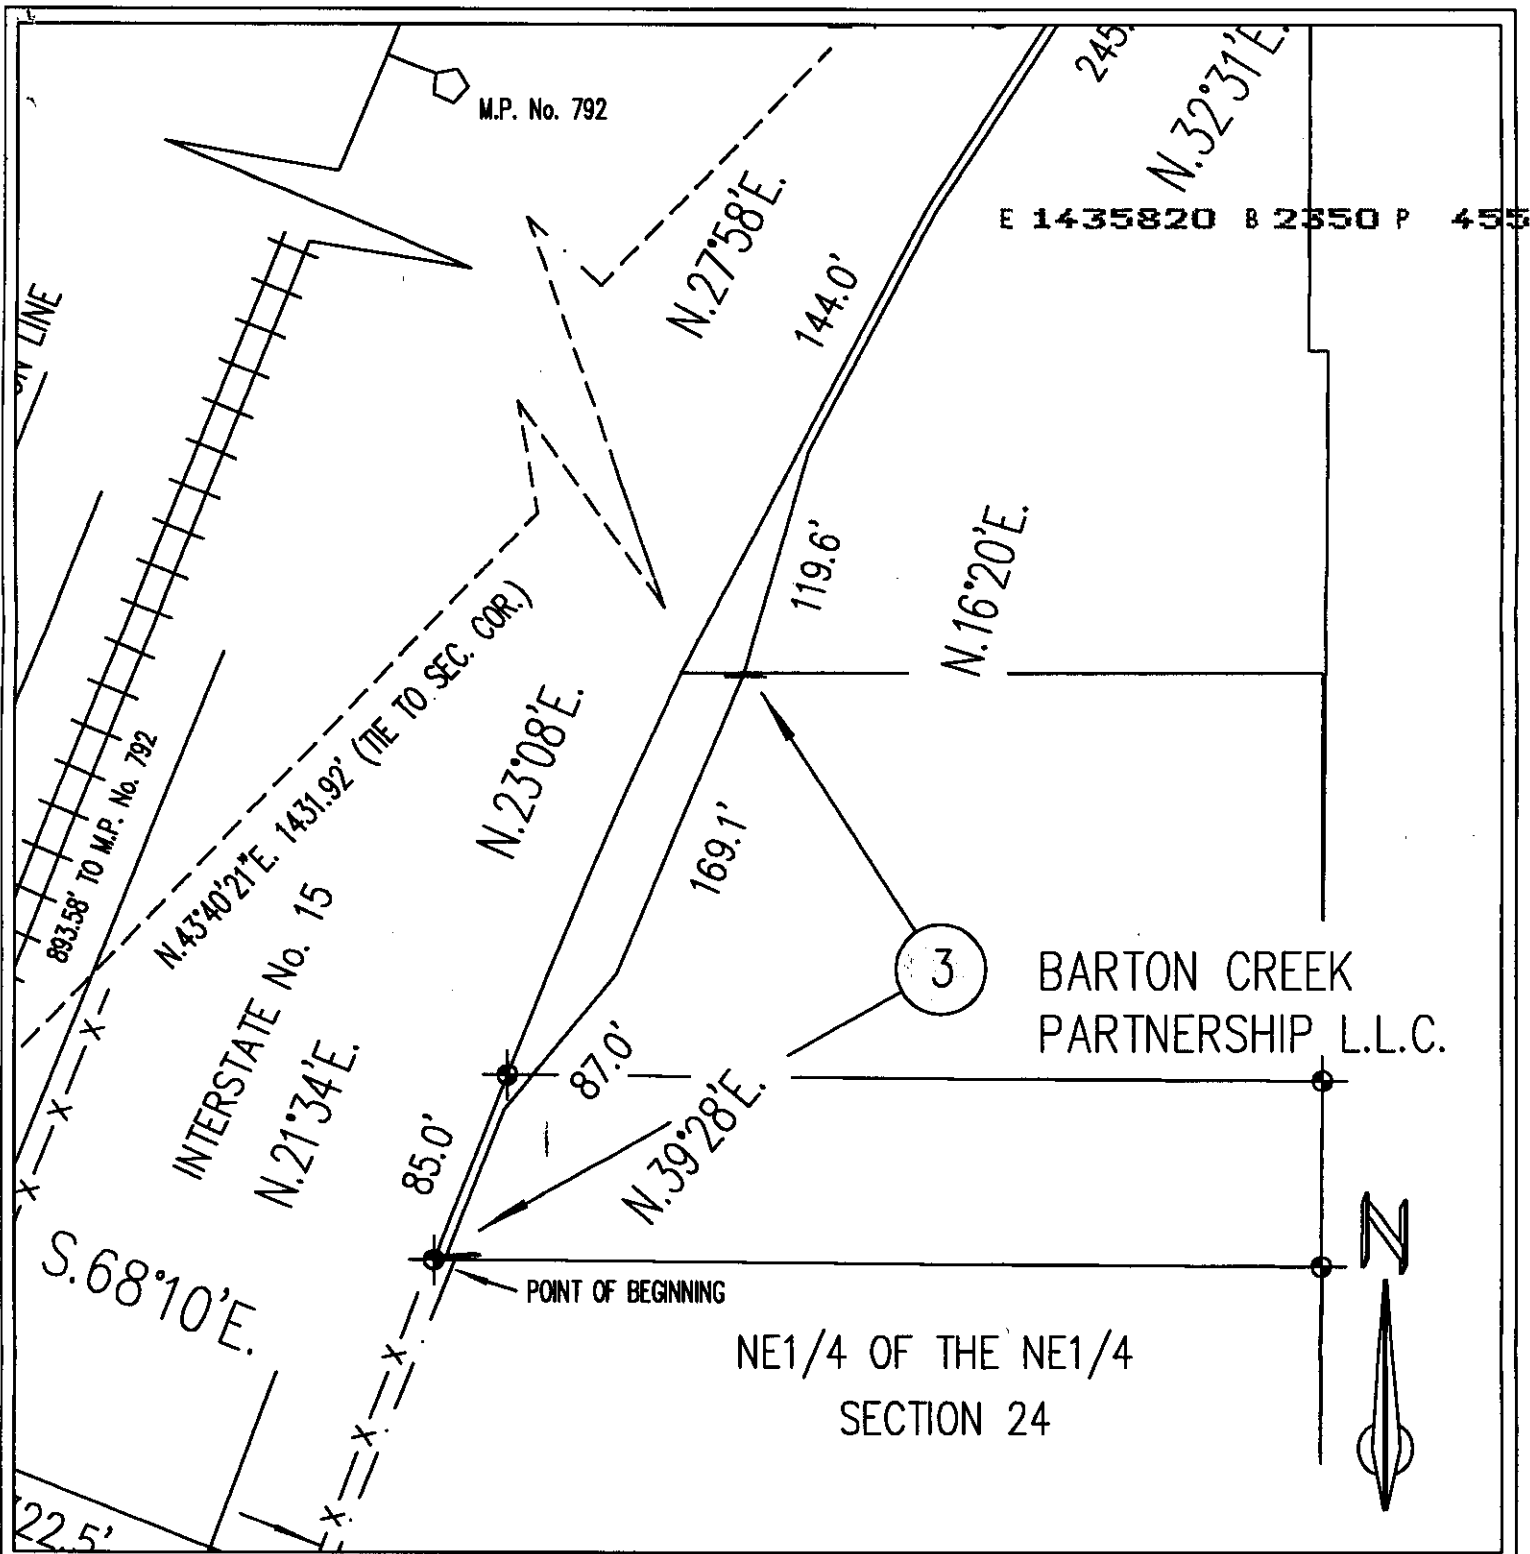 M.P. No. 792
N.32°31'E.
E 1435820 B 2350 P 455
N.27°58'E.
144.0'
LINE
119.6'
N.16°20'E.
N.43°40'21"E. 1431.92' (TIE TO SEC. COR.)
N.23°08'E.
893.58' TO M.P. No. 792
169.1'
INTERSTATE No. 15
3
BARTON CREEK
PARTNERSHIP L.L.C.
N.21°34'E.
87.0'
85.0'
N.39°28'E.
N
S.68°10'E.
POINT OF BEGINNING
NE1/4 OF THE NE1/4
SECTION 24